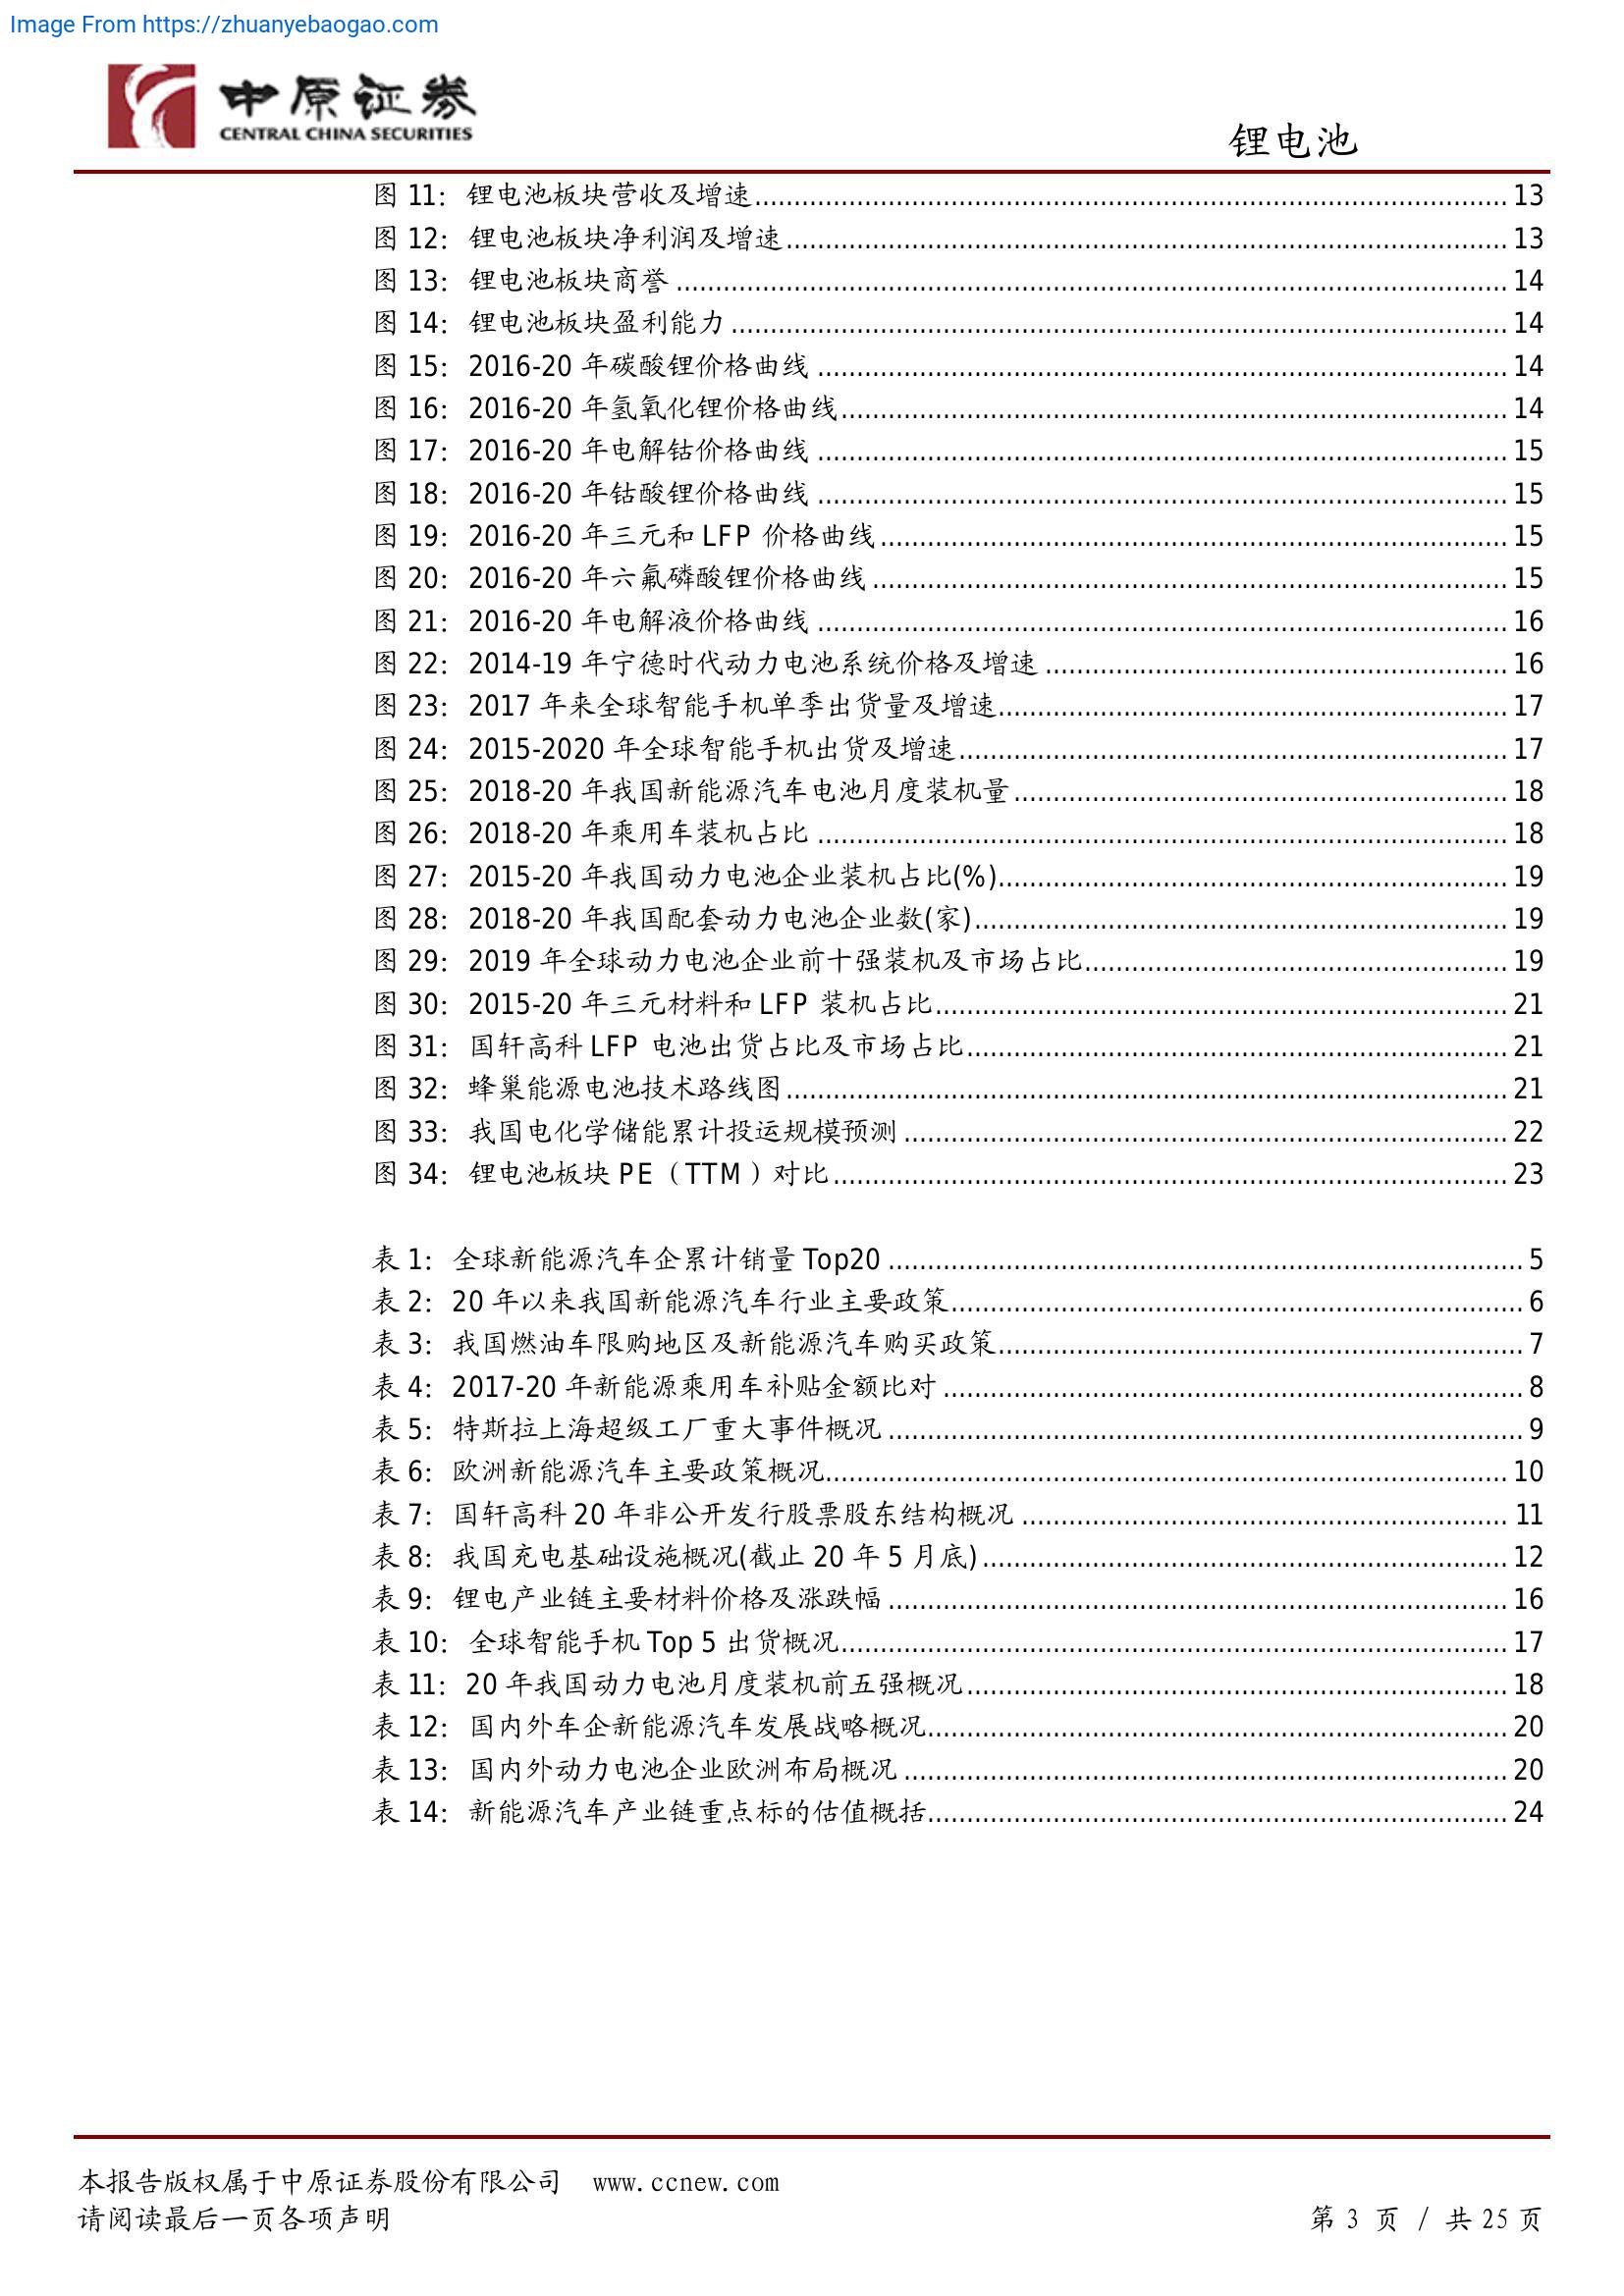 Image From https://zhuanyebaogao.com
中原证券
CENTRAL CHINA SECURITIES
锂电池
图 11：锂电池板块营收及增速........................................ 13
图 12：锂电池板块净利润及增速........................................ 13
图 13：锂电池板块商誉 ........................................ 14
图 14：锂电池板块盈利能力 ........................................ 14
图 15：2016-20 年碳酸锂价格曲线 ........................................ 14
图 16：2016-20 年氢氧化锂价格曲线........................................ 14
图 17：2016-20 年电解钴价格曲线 ........................................ 15
图 18：2016-20 年钴酸锂价格曲线 ........................................ 15
图 19：2016-20 年三元和 LFP 价格曲线........................................ 15
图 20：2016-20 年六氟磷酸锂价格曲线 ........................................ 15
图 21：2016-20 年电解液价格曲线 ........................................ 16
图 22：2014-19 年宁德时代动力电池系统价格及增速 ........................................ 16
图 23：2017 年来全球智能手机单季出货量及增速........................................ 17
图 24：2015-2020 年全球智能手机出货及增速........................................ 17
图 25：2018-20 年我国新能源汽车电池月度装机量........................................ 18
图 26：2018-20 年乘用车装机占比 ........................................ 18
图 27：2015-20 年我国动力电池企业装机占比(%)........................................ 19
图 28：2018-20 年我国配套动力电池企业数(家)........................................ 19
图 29：2019 年全球动力电池企业前十强装机及市场占比........................................ 19
图 30：2015-20 年三元材料和 LFP 装机占比........................................ 21
图 31：国轩高科 LFP 电池出货占比及市场占比........................................ 21
图 32：蜂巢能源电池技术路线图........................................ 21
图 33：我国电化学储能累计投运规模预测 ........................................ 22
图 34：锂电池板块 PE（TTM）对比........................................ 23
表 1：全球新能源汽车企累计销量 Top20 ........................................ 5
表 2：20 年以来我国新能源汽车行业主要政策........................................ 6
表 3：我国燃油车限购地区及新能源汽车购买政策........................................ 7
表 4：2017-20 年新能源乘用车补贴金额比对 ........................................ 8
表 5：特斯拉上海超级工厂重大事件概况 ........................................ 9
表 6：欧洲新能源汽车主要政策概况........................................ 10
表 7：国轩高科 20 年非公开发行股票股东结构概况 ........................................ 11
表 8：我国充电基础设施概况(截止 20 年 5 月底)........................................ 12
表 9：锂电产业链主要材料价格及涨跌幅 ........................................ 16
表 10：全球智能手机 Top 5 出货概况........................................ 17
表 11：20 年我国动力电池月度装机前五强概况........................................ 18
表 12：国内外车企新能源汽车发展战略概况........................................ 20
表 13：国内外动力电池企业欧洲布局概况 ........................................ 20
表 14：新能源汽车产业链重点标的估值概括........................................ 24
本报告版权属于中原证券股份有限公司 www.ccnew.com
请阅读最后一页各项声明
第 3 页 / 共 25 页